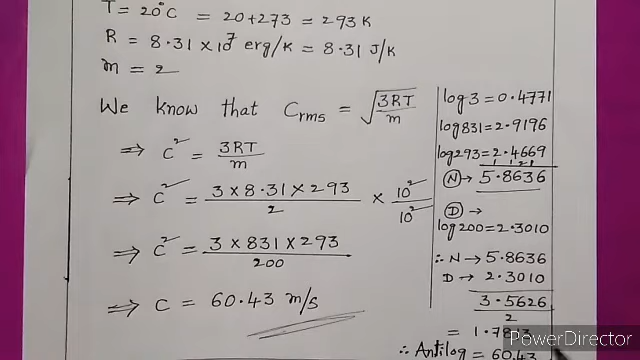 T = 20°C = 20+273 = 293 K
R = 8.31 × 10⁷ erg/K = 8.31 J/K
m = 2
We know that Crms = √(3RT/m)
⇒ C² = 3RT/m
⇒ C² = (3 × 8.31 × 293)/2 × 10²/10²
⇒ C² = (3 × 831 × 293)/200
⇒ C = 60.43 m/s
log 3 = 0.4771
log 831 = 2.9196
log 293 = 2.4669
Ⓝ → 5.8636
Ⓓ →
log 200 = 2.3010
∴ N → 5.8636
D → 2.3010
3.5626
2
= 1.78
∴ Antilog = 60.43
PowerDirector